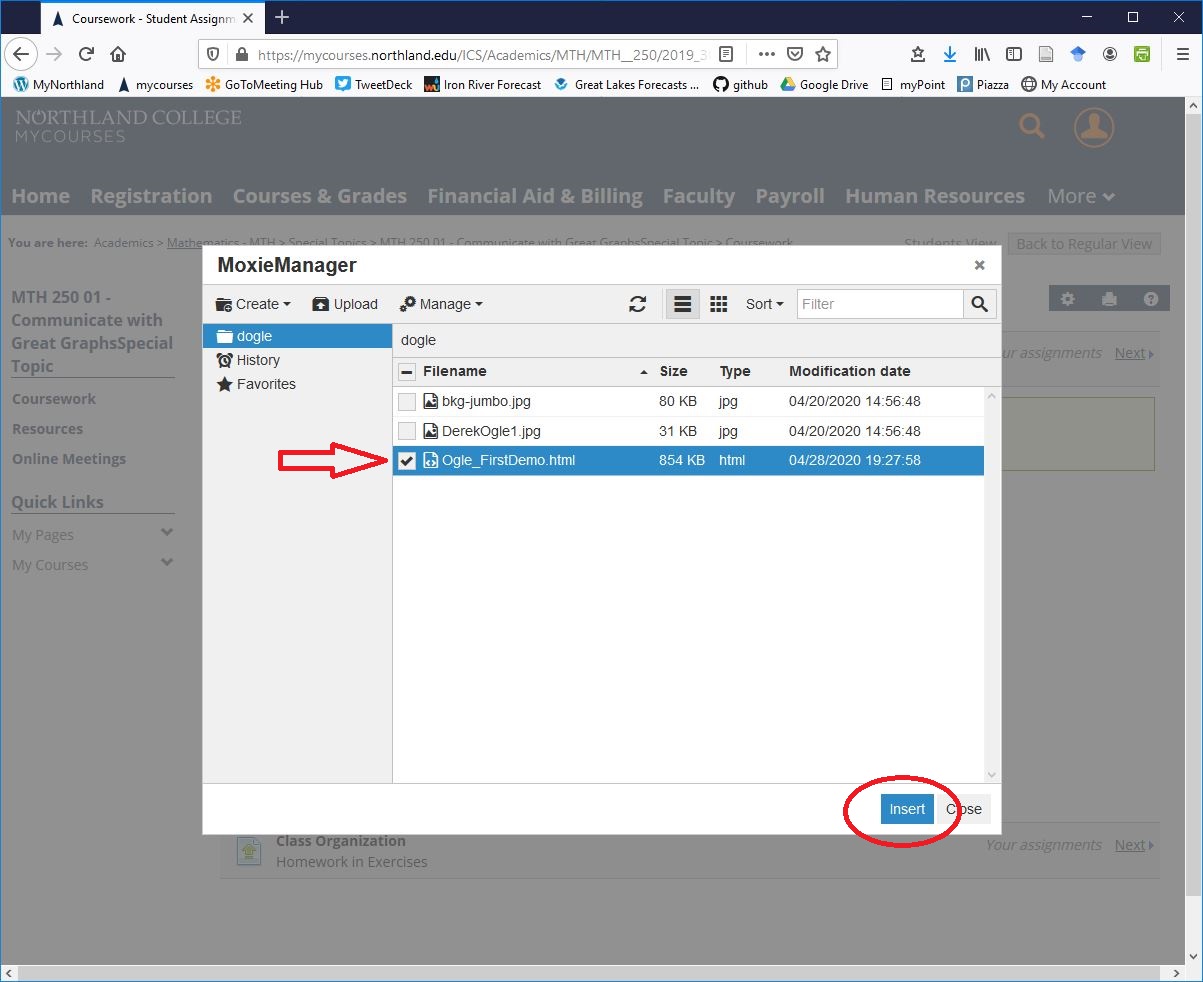 Coursework - Student Assignm
https://mycourses.northland.edu/ICS/Academics/MTH/MTH__250/2019_3
MyNorthland mycourses GoToMeeting Hub TweetDeck Iron River Forecast Great Lakes Forecasts ... github Google Drive myPoint Piazza My Account
NORTHLAND COLLEGE
MYCOURSES
Home Registration Courses & Grades Financial Aid & Billing Faculty Payroll Human Resources More
You are here: Academics > Mathematics - MTH > Special Topics > MTH 250 01 - Communicate with Great GraphsSpecial Topic > Coursework
Students View Back to Regular View
MTH 250 01 -
Communicate with
Great GraphsSpecial
Topic
Coursework
Resources
Online Meetings
Quick Links
My Pages
My Courses
MoxieManager
Create Upload Manage Sort Filter
dogle
History
Favorites
dogle
Filename Size Type Modification date
bkg-jumbo.jpg 80 KB jpg 04/20/2020 14:56:48
DerekOgle1.jpg 31 KB jpg 04/20/2020 14:56:48
Ogle_FirstDemo.html 854 KB html 04/28/2020 19:27:58
Insert Close
ur assignments Next
Class Organization
Homework in Exercises
Your assignments Next